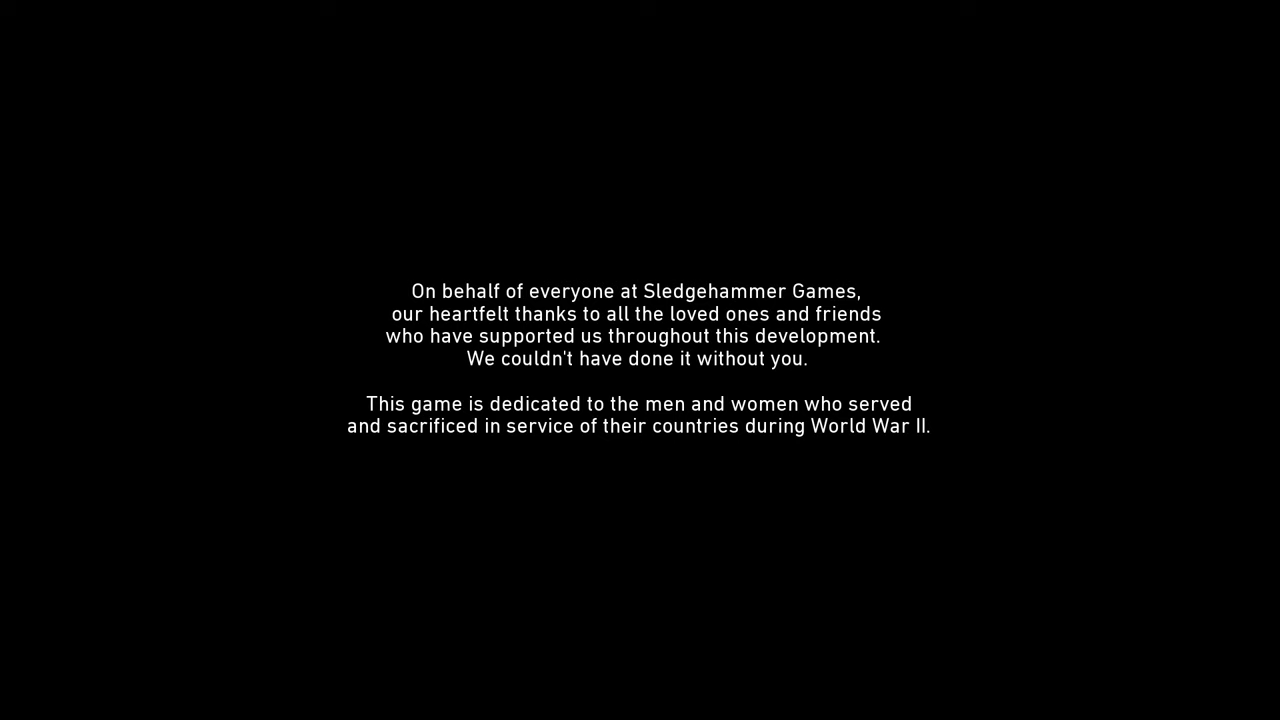 On behalf of everyone at Sledgehammer Games,
our heartfelt thanks to all the loved ones and friends
who have supported us throughout this development.
We couldn't have done it without you.
This game is dedicated to the men and women who served
and sacrificed in service of their countries during World War II.